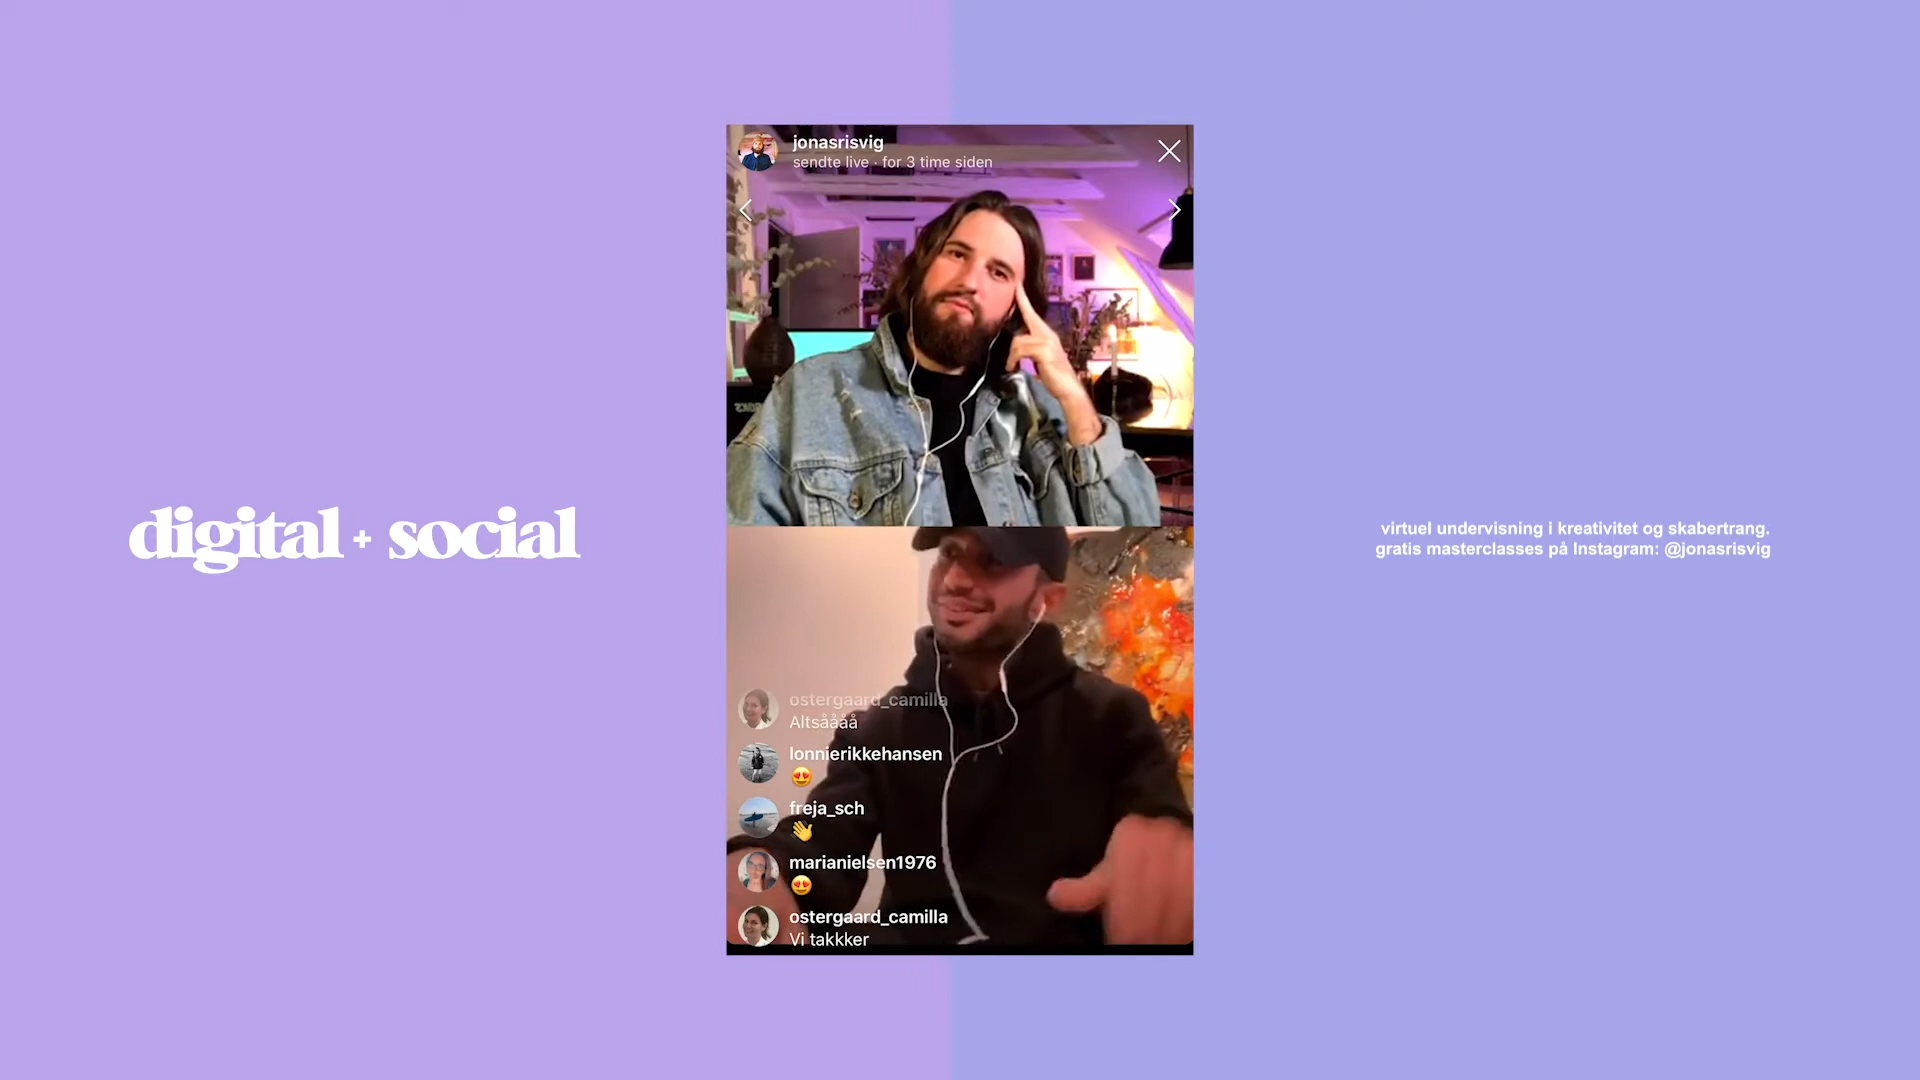 jonasrisvig
sendte live · for 3 time siden
digital + social
virtuel undervisning i kreativitet og skabertrang.
gratis masterclasses på Instagram: @jonasrisvig
ostergaard_camilla
Altsåååå
lonnierikkehansen
😍
freja_sch
👋
marianielsen1976
😍
ostergaard_camilla
Vi takkker